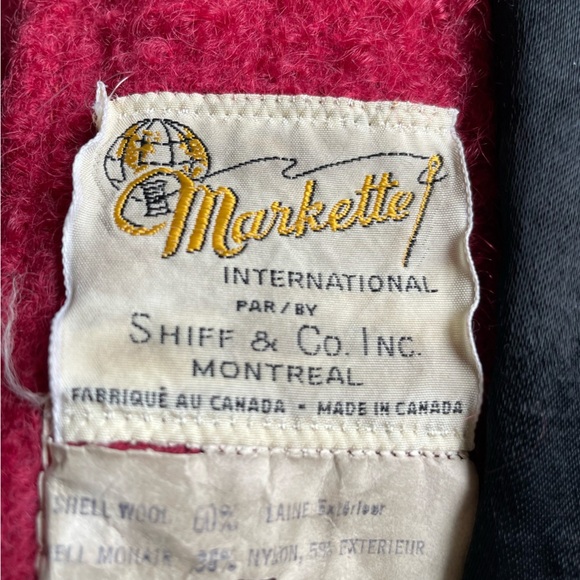 Markette
INTERNATIONAL
PAR/BY
SHIFF & CO. INC.
MONTREAL
FABRIQUÈ AU CANADA • MADE IN CANADA
SHELL WOOL 60% LAINE Extérieur
MOHAIR 35% NYLON, 5% EXTERIEUR